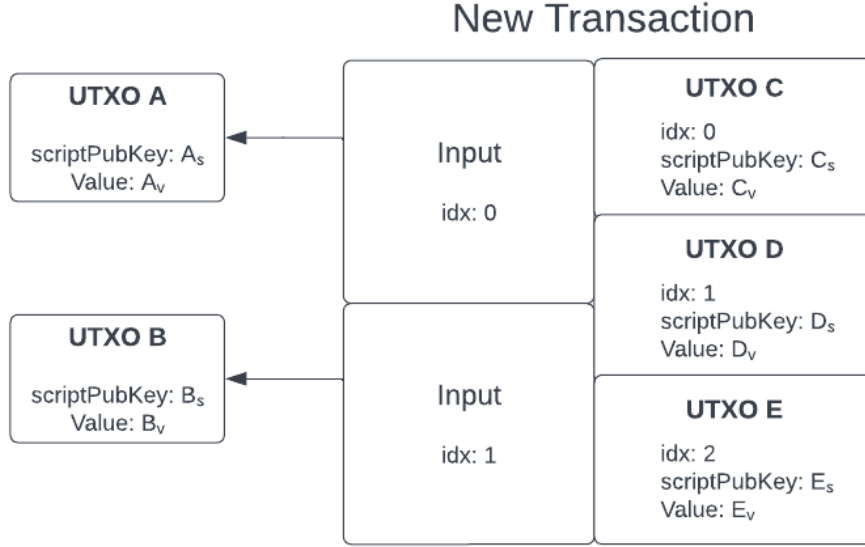 New Transaction
UTXO A
scriptPubKey: Aₛ
Value: Aᵥ
Input
idx: 0
UTXO C
idx: 0
scriptPubKey: Cₛ
Value: Cᵥ
UTXO D
idx: 1
scriptPubKey: Dₛ
Value: Dᵥ
UTXO B
scriptPubKey: Bₛ
Value: Bᵥ
Input
idx: 1
UTXO E
idx: 2
scriptPubKey: Eₛ
Value: Eᵥ